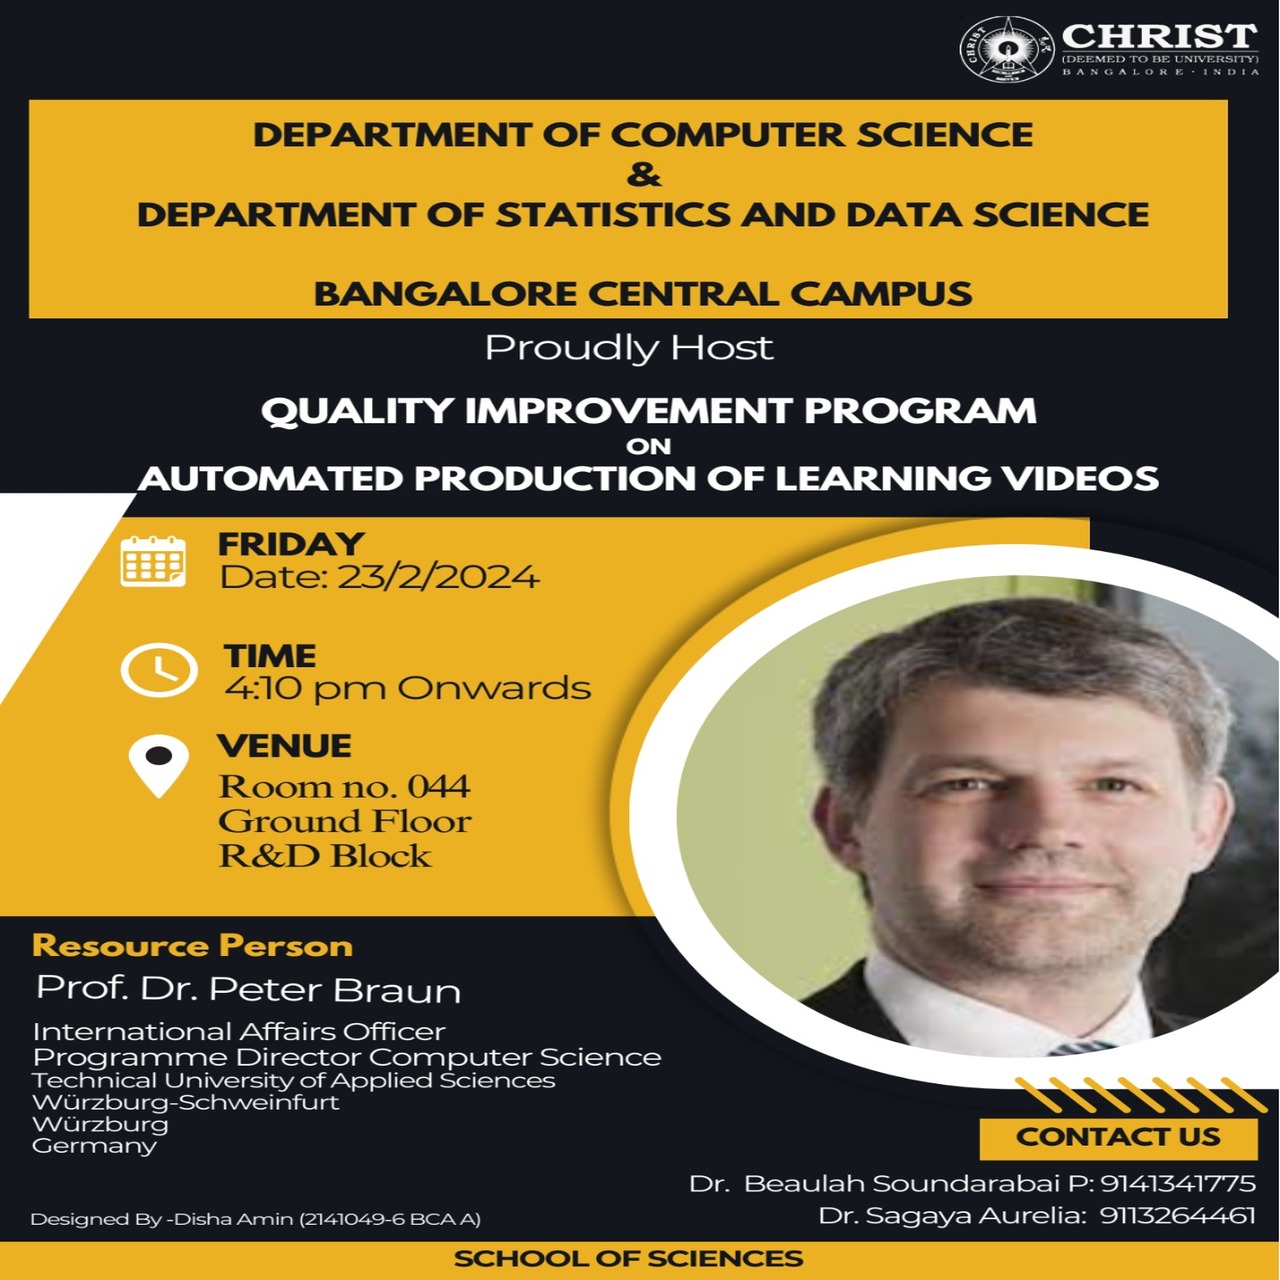 CHRIST
(DEEMED TO BE UNIVERSITY)
BANGALORE · INDIA
DEPARTMENT OF COMPUTER SCIENCE
&
DEPARTMENT OF STATISTICS AND DATA SCIENCE
BANGALORE CENTRAL CAMPUS
Proudly Host
QUALITY IMPROVEMENT PROGRAM
ON
AUTOMATED PRODUCTION OF LEARNING VIDEOS
FRIDAY
Date: 23/2/2024
TIME
4:10 pm Onwards
VENUE
Room no. 044
Ground Floor
R&D Block
Resource Person
Prof. Dr. Peter Braun
International Affairs Officer
Programme Director Computer Science
Technical University of Applied Sciences
Würzburg-Schweinfurt
Würzburg
Germany
CONTACT US
Dr. Beaulah Soundarabai P: 9141341775
Dr. Sagaya Aurelia: 9113264461
Designed By -Disha Amin (2141049-6 BCA A)
SCHOOL OF SCIENCES